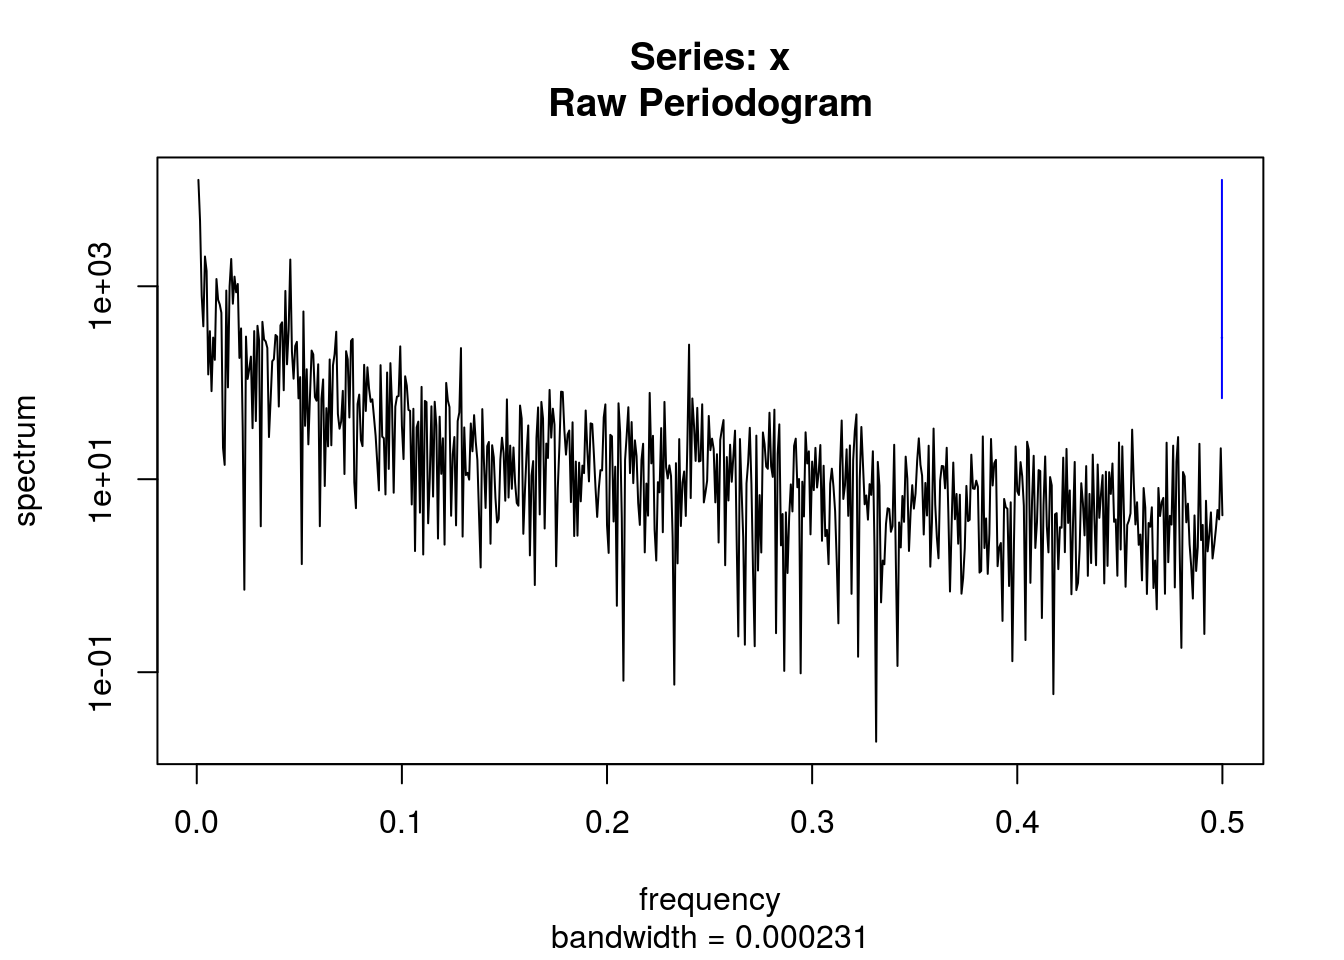 Series: x
Raw Periodogram
spectrum
1e+03
1e+01
1e-01
0.0 0.1 0.2 0.3 0.4 0.5
frequency
bandwidth = 0.000231